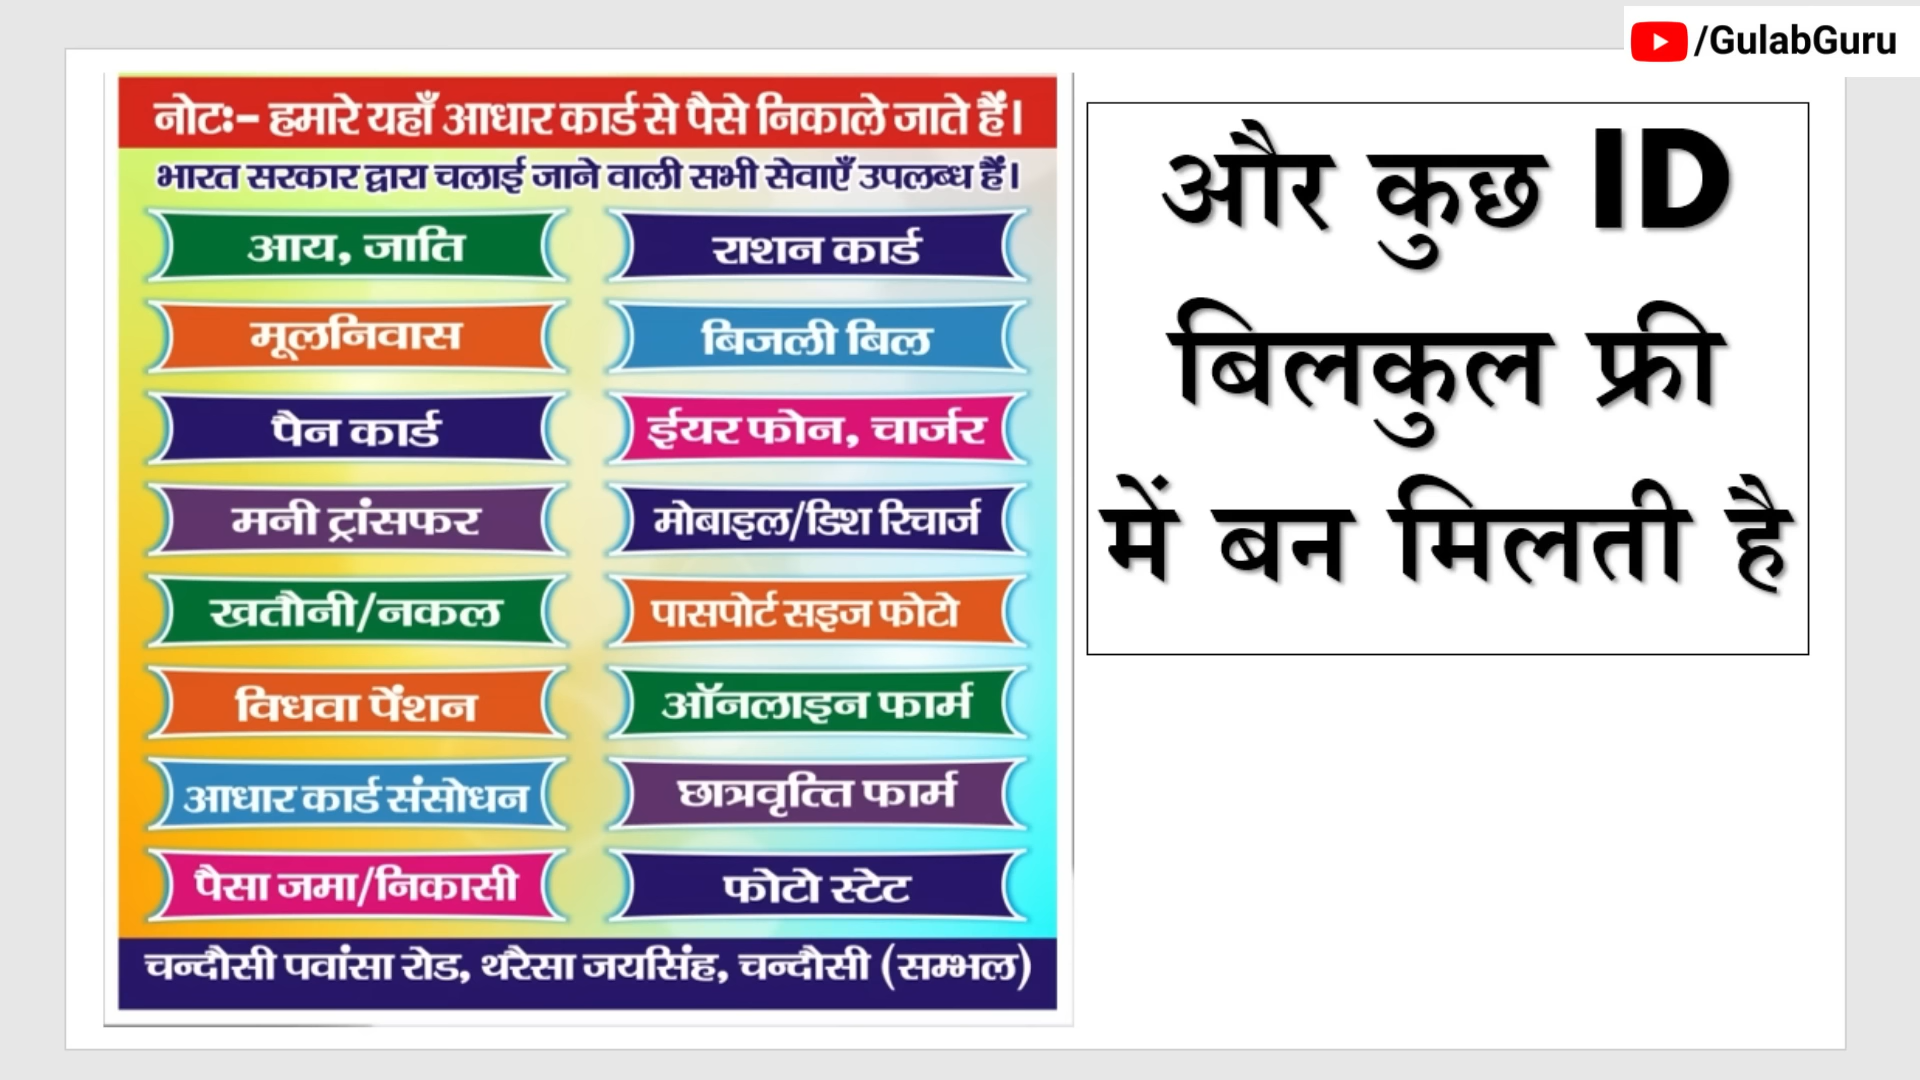 /GulabGuru
नोटः- हमारे यहाँ आधार कार्ड से पैसे निकाले जाते हैं।
भारत सरकार द्वारा चलाई जाने वाली सभी सेवाएँ उपलब्ध हैं।
आय, जाति
राशन कार्ड
मूलनिवास
बिजली बिल
पैन कार्ड
ईयर फोन, चार्जर
मनी ट्रांसफर
मोबाइल/डिश रिचार्ज
खतौनी/नकल
पासपोर्ट सइज फोटो
विधवा पेंशन
ऑनलाइन फार्म
आधार कार्ड संसोधन
छात्रवृत्ति फार्म
पैसा जमा/निकासी
फोटो स्टेट
चन्दौसी पवांसा रोड, थरैसा जयसिंह, चन्दौसी (सम्भल)
और कुछ ID
बिलकुल फ्री
में बन मिलती है